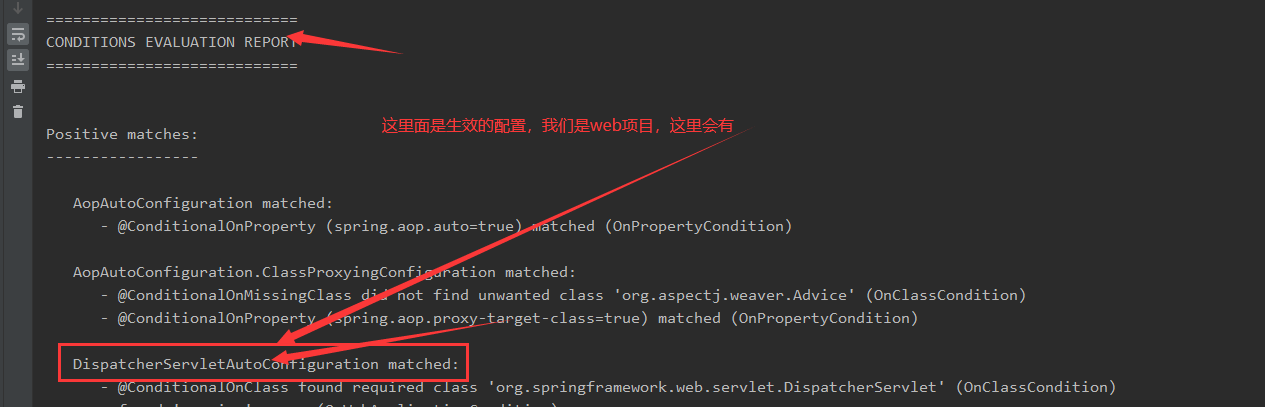 ============================
CONDITIONS EVALUATION REPORT
============================
Positive matches:
-----------------
这里面是生效的配置，我们是web项目，这里会有
AopAutoConfiguration matched:
- @ConditionalOnProperty (spring.aop.auto=true) matched (OnPropertyCondition)
AopAutoConfiguration.ClassProxyingConfiguration matched:
- @ConditionalOnMissingClass did not find unwanted class 'org.aspectj.weaver.Advice' (OnClassCondition)
- @ConditionalOnProperty (spring.aop.proxy-target-class=true) matched (OnPropertyCondition)
DispatcherServletAutoConfiguration matched:
- @ConditionalOnClass found required class 'org.springframework.web.servlet.DispatcherServlet' (OnClassCondition)